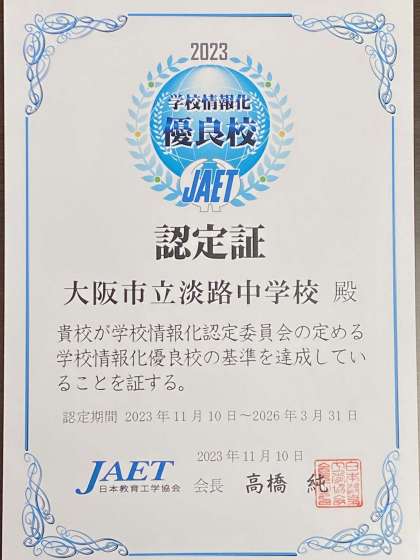 2023
学校情報化
優良校
JAET
認定証
大阪市立淡路中学校 殿
貴校が学校情報化認定委員会の定める
学校情報化優良校の基準を達成してい
ることを証する。
認定期間 2023年11月10日～2026年3月31日
2023年11月10日
JAET
日本教育工学協会
会長 高橋 純